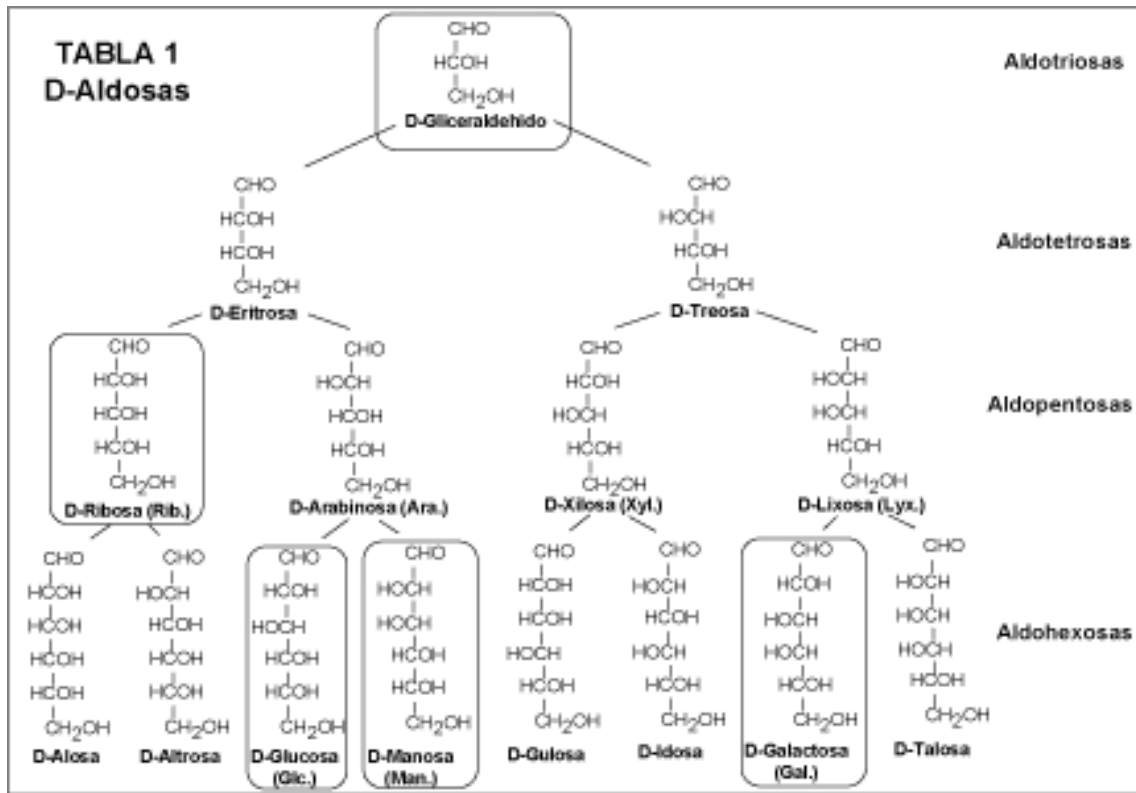 TABLA 1
D-Aldosas
CHO
HCOH
CH2OH
D-Gliceraldehido
Aldotriosas
CHO
HCOH
HCOH
CH2OH
D-Eritrosa
CHO
HOCH
HCOH
CH2OH
D-Treosa
Aldotetrosas
CHO
HCOH
HCOH
HCOH
CH2OH
D-Ribosa (Rib.)
CHO
HOCH
HCOH
HCOH
CH2OH
D-Arabinosa (Ara.)
CHO
HCOH
HOCH
HCOH
CH2OH
D-Xilosa (Xyl.)
CHO
HOCH
HOCH
HCOH
CH2OH
D-Lixosa (Lyx.)
Aldopentosas
CHO
HCOH
HCOH
HCOH
HCOH
CH2OH
D-Alosa
CHO
HOCH
HCOH
HCOH
HCOH
CH2OH
D-Altrosa
CHO
HCOH
HOCH
HCOH
HCOH
CH2OH
D-Glucosa
(Glc.)
CHO
HOCH
HOCH
HCOH
HCOH
CH2OH
D-Manosa
(Man.)
CHO
HCOH
HCOH
HOCH
HCOH
CH2OH
D-Gulosa
CHO
HOCH
HCOH
HOCH
HCOH
CH2OH
D-Idosa
CHO
HCOH
HOCH
HOCH
HCOH
CH2OH
D-Galactosa
(Gal.)
CHO
HOCH
HOCH
HOCH
HCOH
CH2OH
D-Talosa
Aldohexosas